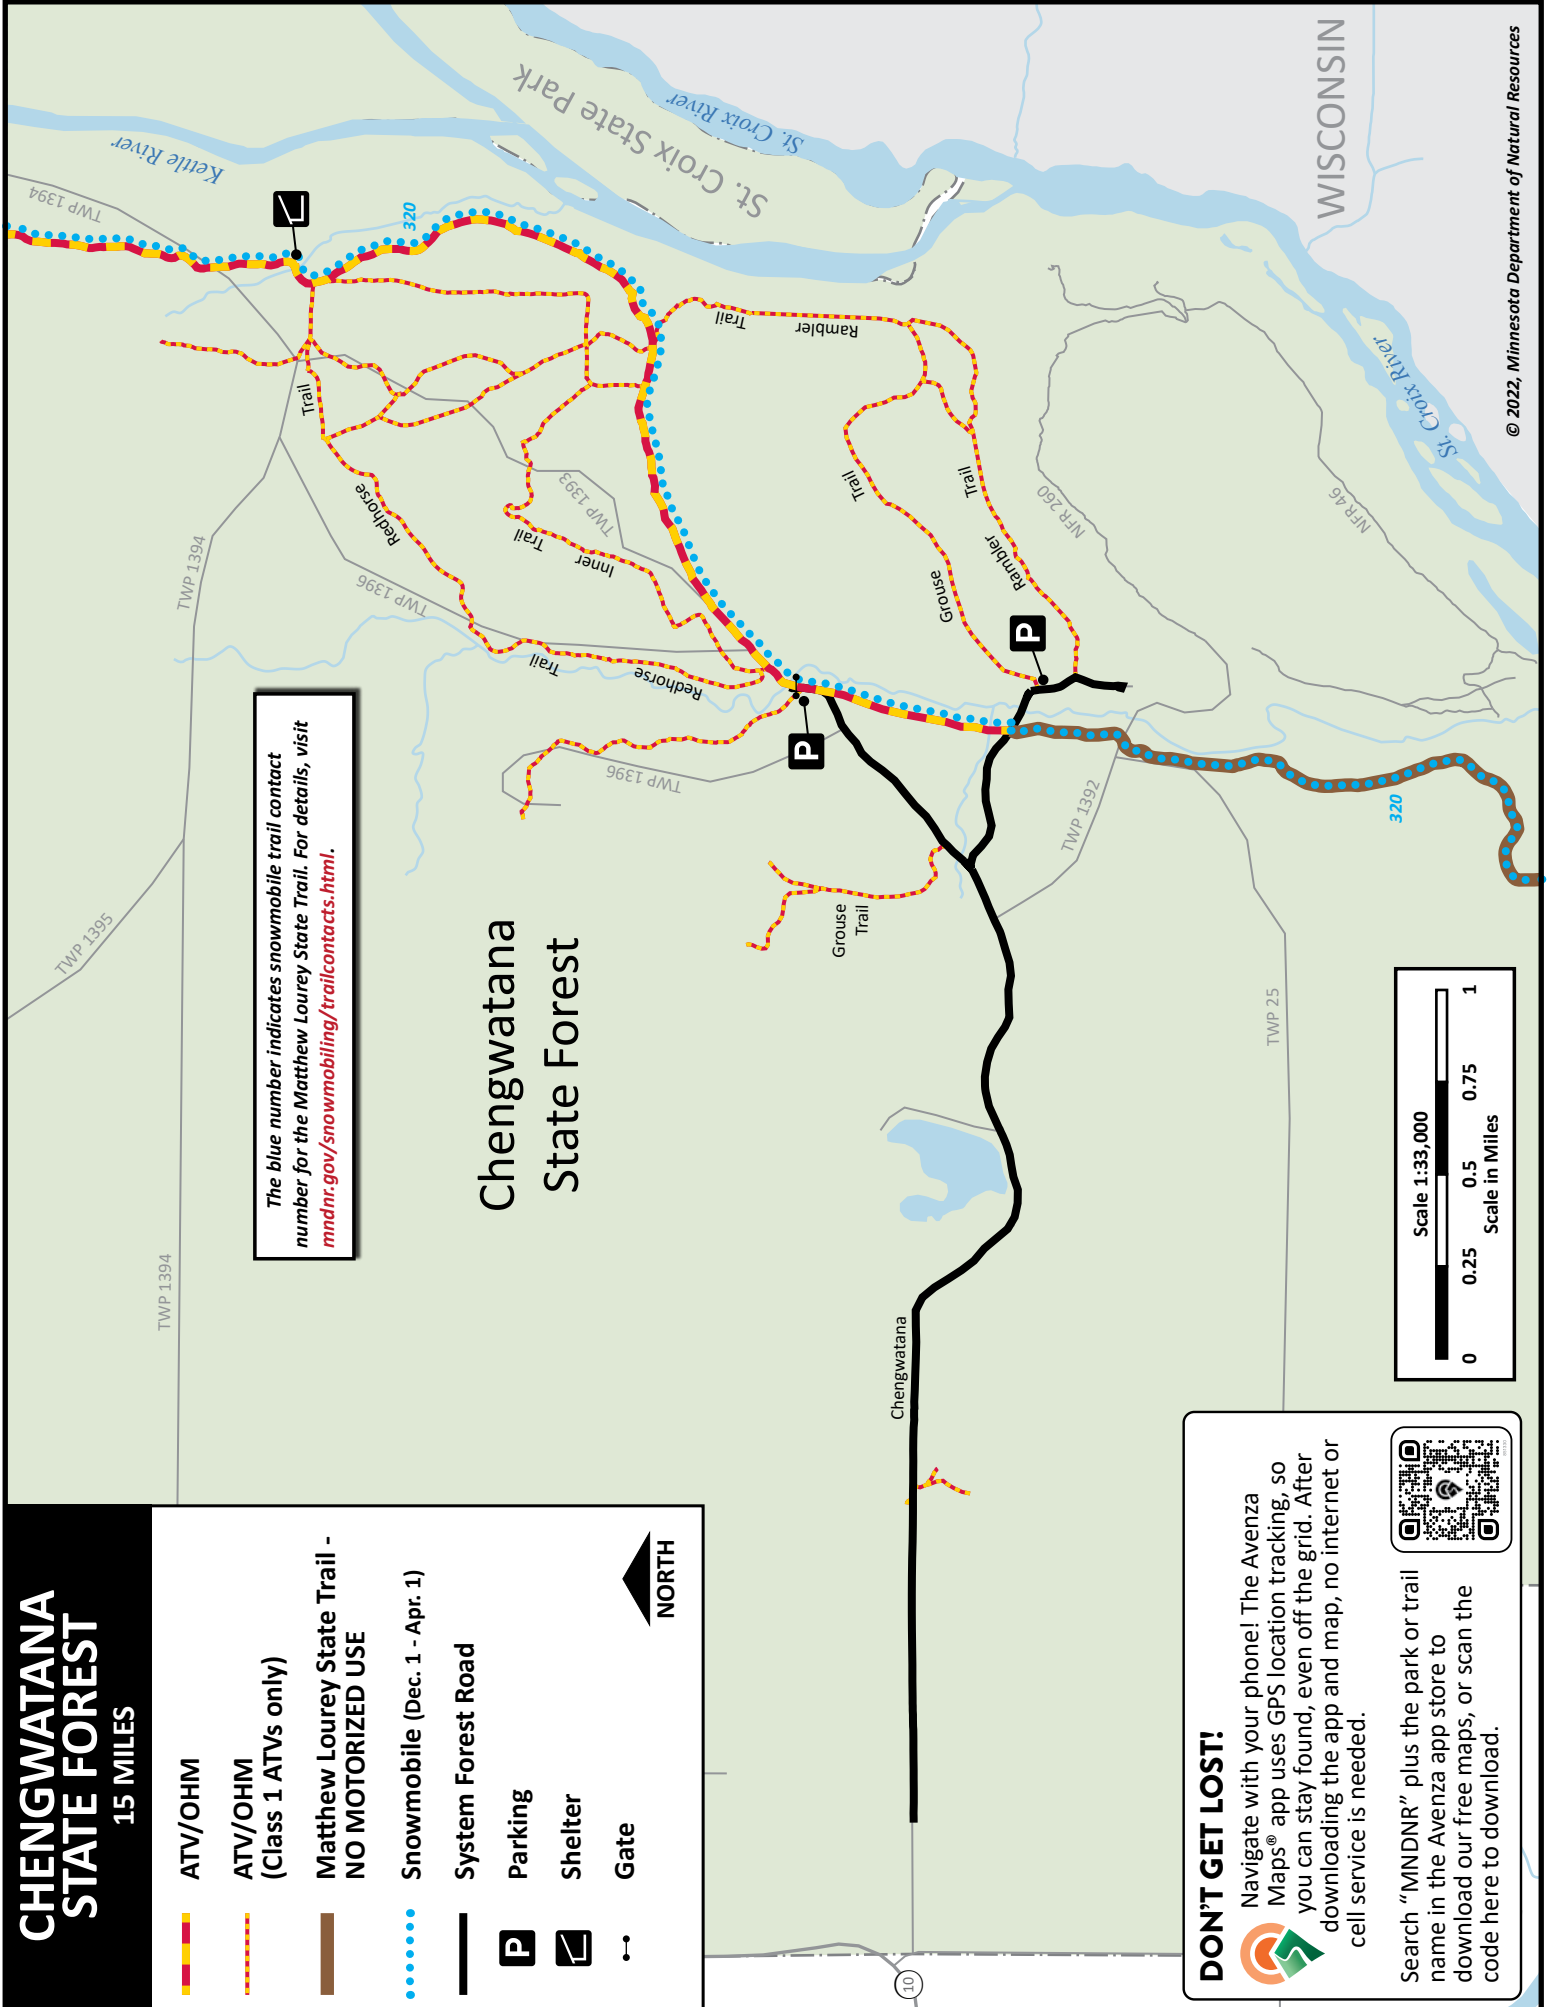 CHENGWATANA
STATE FOREST
15 MILES
ATV/OHM
ATV/OHM
(Class 1 ATVs only)
Matthew Lourey State Trail -
NO MOTORIZED USE
Snowmobile (Dec. 1 - Apr. 1)
System Forest Road
P
Parking
Shelter
Gate
NORTH
The blue number indicates snowmobile trail contact
number for the Matthew Lourey State Trail. For details, visit
mndnr.gov/snowmobiling/trailcontacts.html.
Chengwatana
State Forest
TWP 1394
TWP 1395
TWP 1394
TWP 1394
Kettle River
320
St. Croix State Park
St. Croix River
WISCONSIN
Trail
Redhorse
TWP 1396
TWP 1393
Trail
Inner
Trail
Redhorse
TWP 1396
P
Trail
Rambler
Trail
Grouse
Trail
Rambler
P
NFR 260
NFR 46
St. Croix River
Grouse
Trail
TWP 1392
320
TWP 25
Chengwatana
10
DON'T GET LOST!
Navigate with your phone! The Avenza
Maps® app uses GPS location tracking, so
you can stay found, even off the grid. After
downloading the app and map, no internet or
cell service is needed.
Search “MNDNR” plus the park or trail
name in the Avenza app store to
download our free maps, or scan the
code here to download.
Scale 1:33,000
0 0.25 0.5 0.75 1
Scale in Miles
© 2022, Minnesota Department of Natural Resources